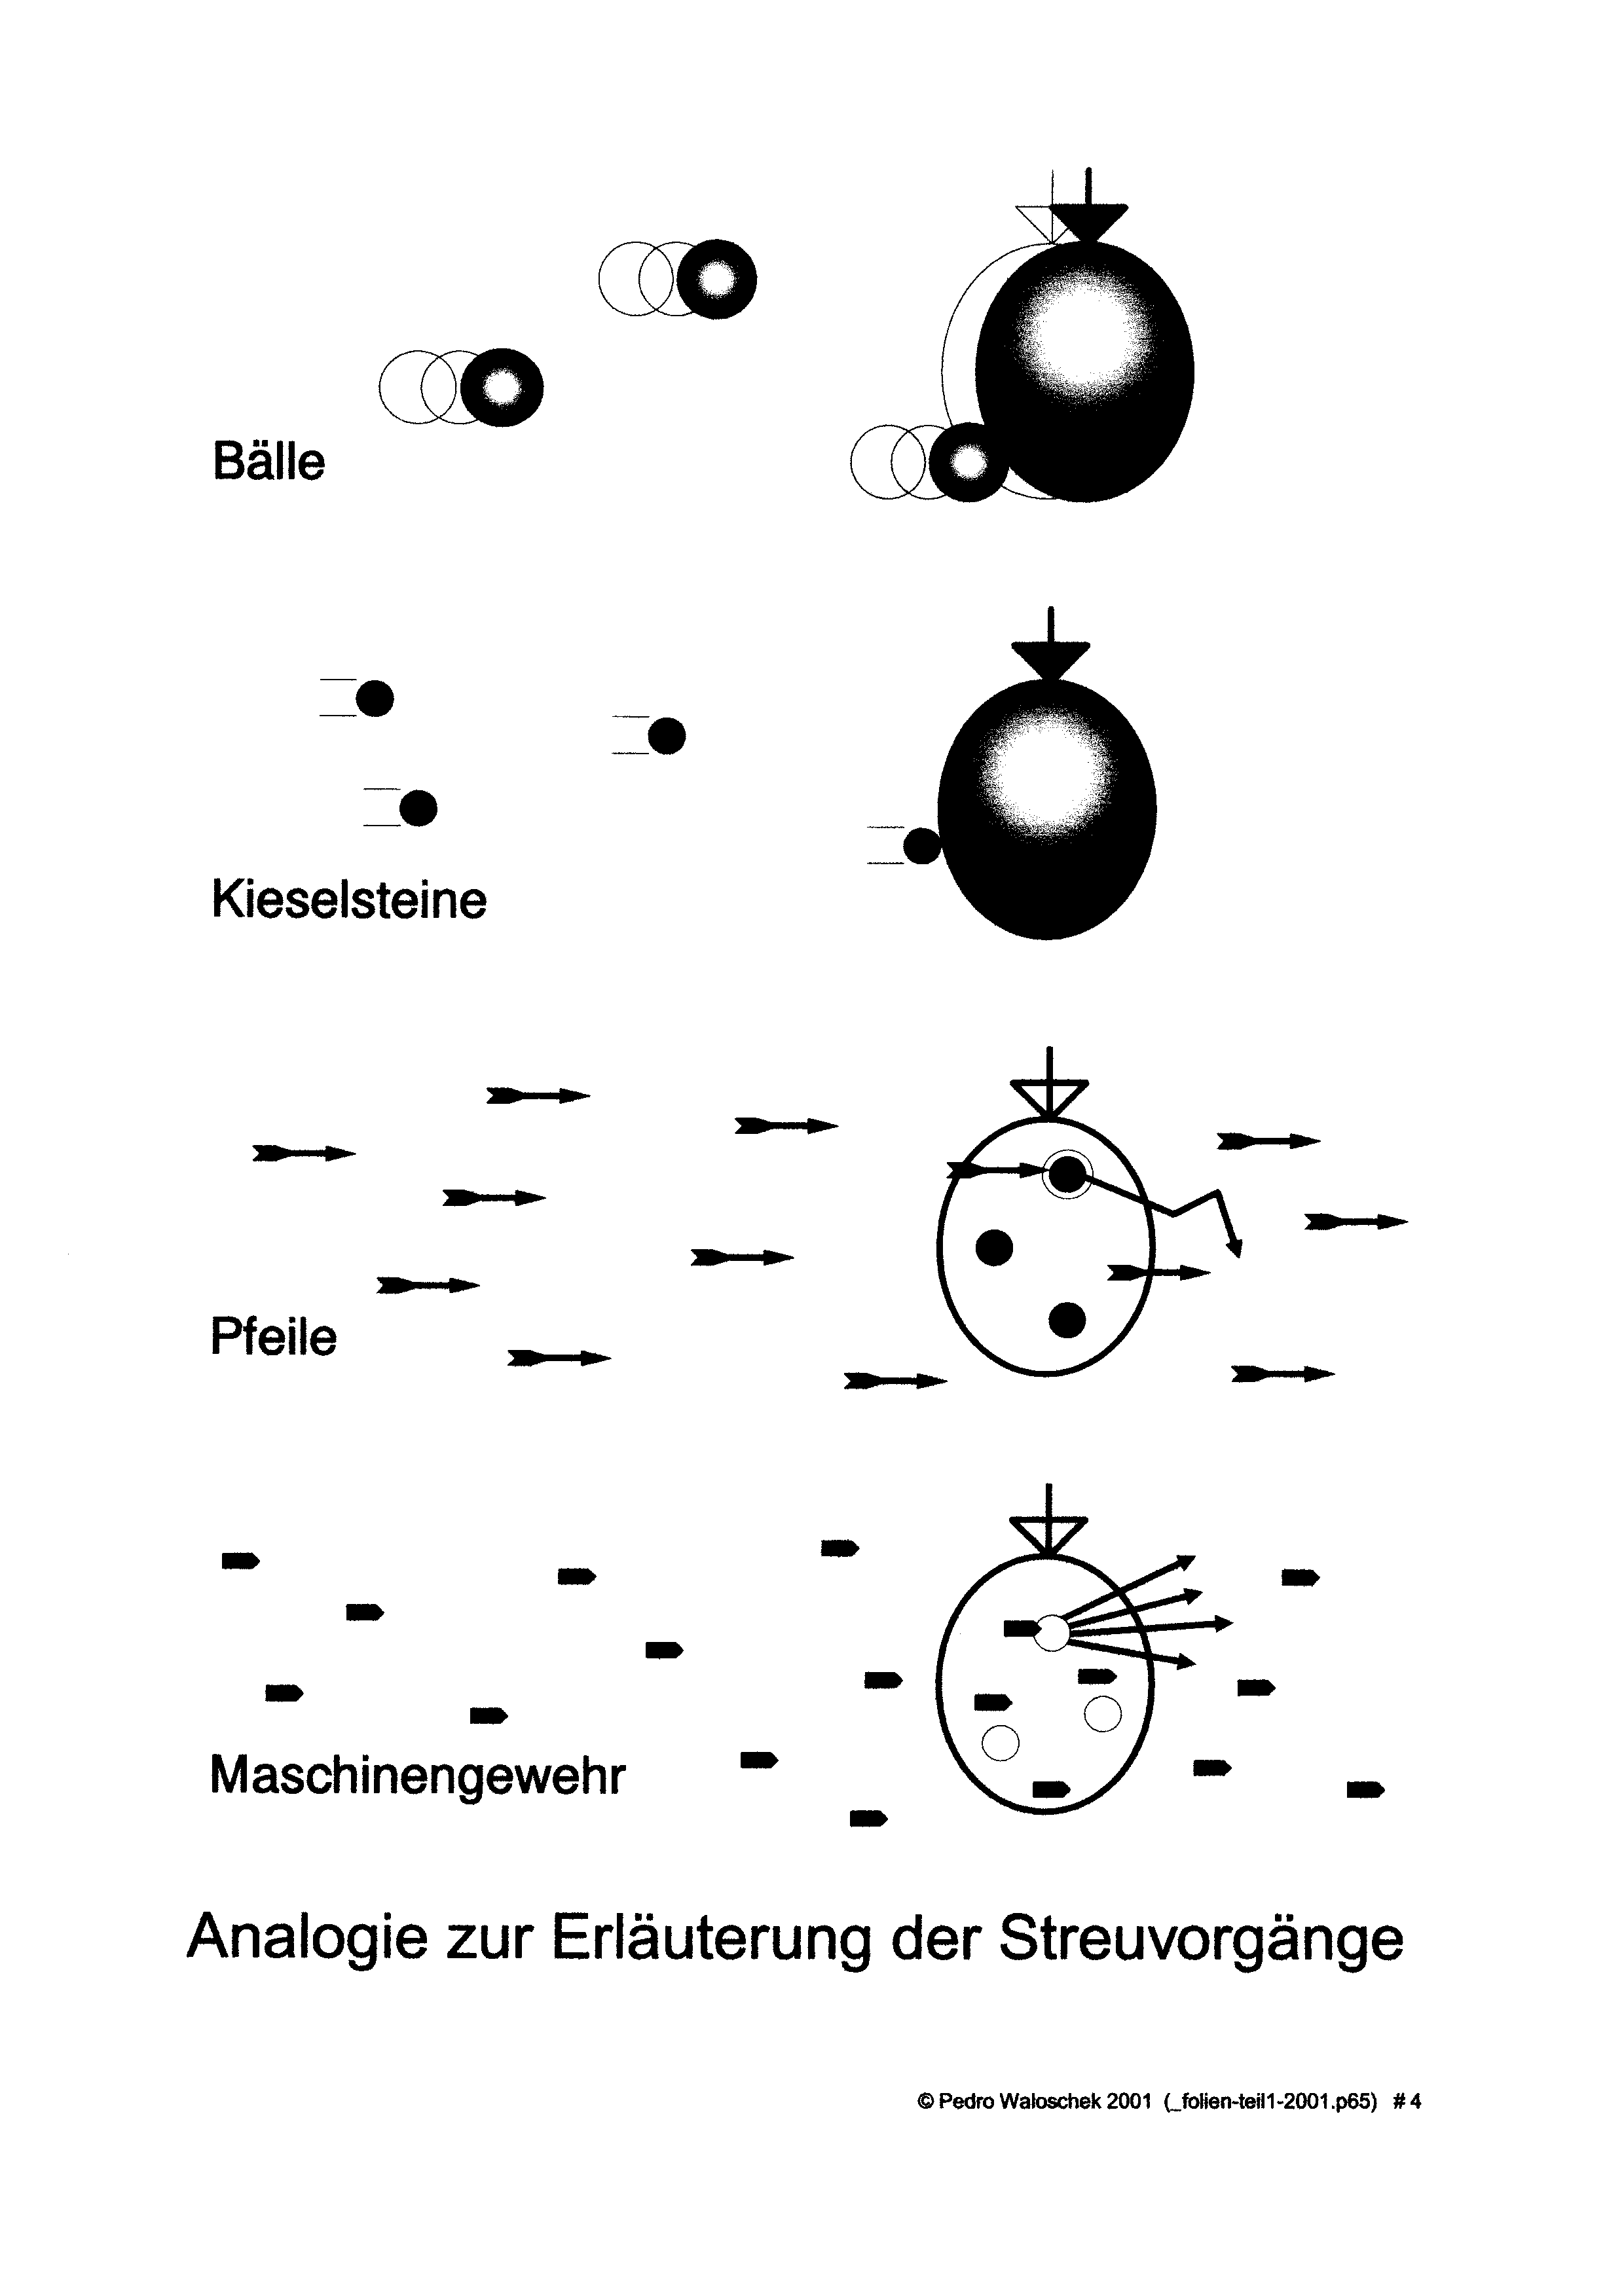 Bälle
Kieselsteine
Pfeile
Maschinengewehr
Analogie zur Erläuterung der Streuvorgänge
© Pedro Waloschek 2001 (_folien-teil1-2001.p65) # 4